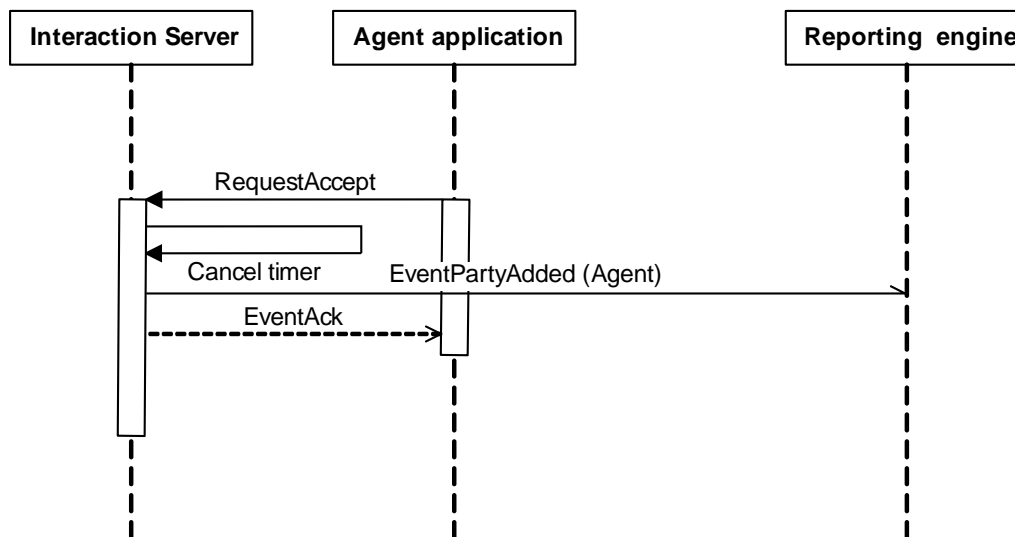 Interaction Server
Agent application
Reporting engine
RequestAccept
Cancel timer
EventPartyAdded (Agent)
EventAck